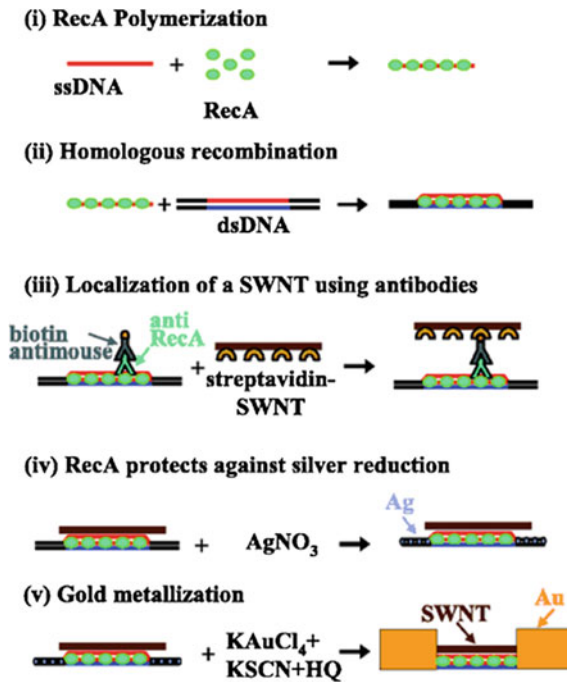 (i) RecA Polymerization
ssDNA
+
RecA
(ii) Homologous recombination
+
dsDNA
(iii) Localization of a SWNT using antibodies
biotin
antimouse
anti
RecA
+
streptavidin-
SWNT
(iv) RecA protects against silver reduction
+
AgNO3
Ag
(v) Gold metallization
+
KAuCl4+
KSCN+HQ
SWNT
Au